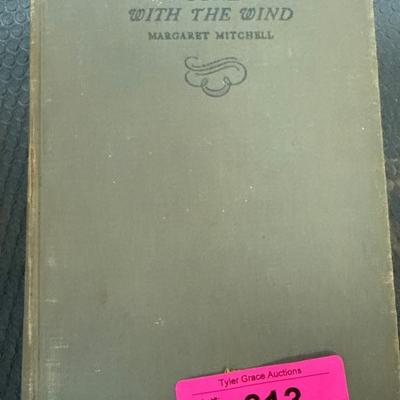 WITH THE WIND
MARGARET MITCHELL
Tyler Grace Auctions